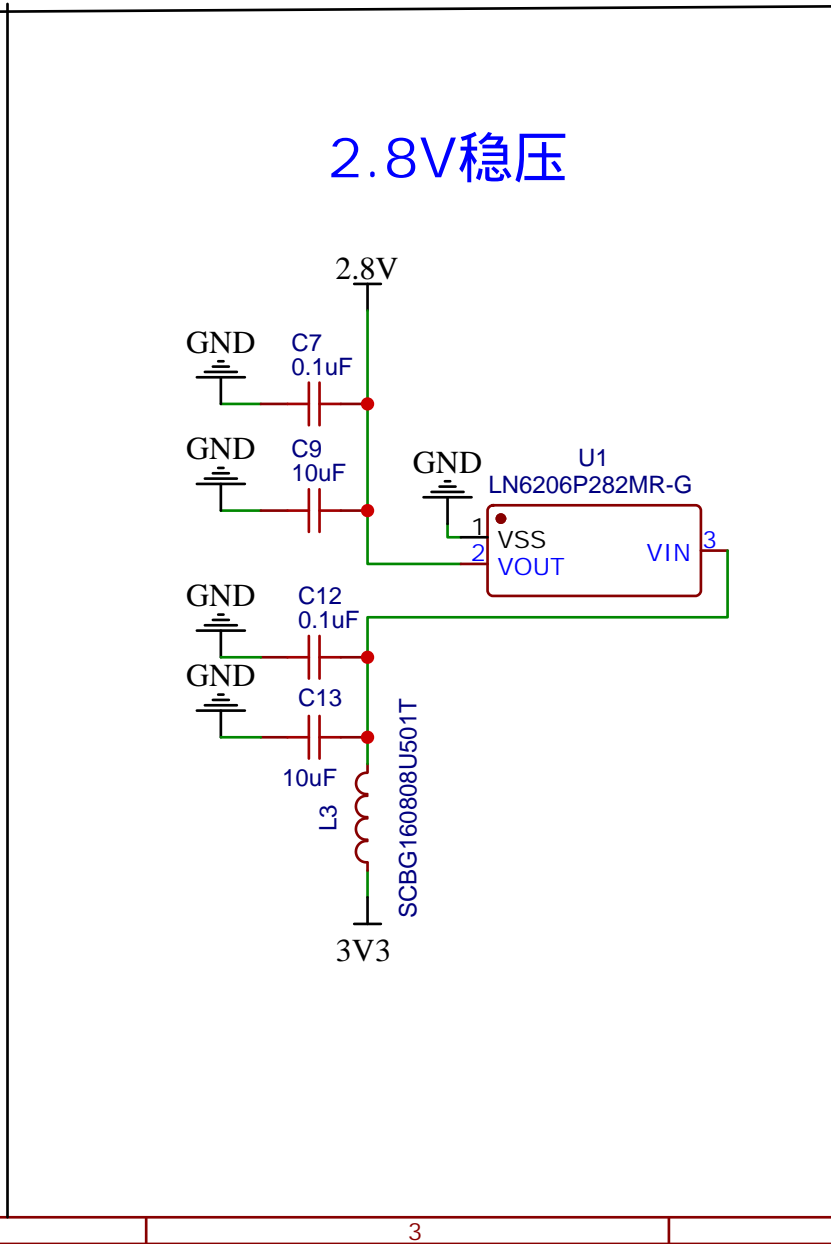 2.8V稳压
2.8V
GND
C7
0.1uF
GND
C9
10uF
GND
U1
LN6206P282MR-G
1
VSS
2
VOUT
VIN
3
GND
C12
0.1uF
GND
C13
10uF
L3
SCBG160808U501T
3V3
3